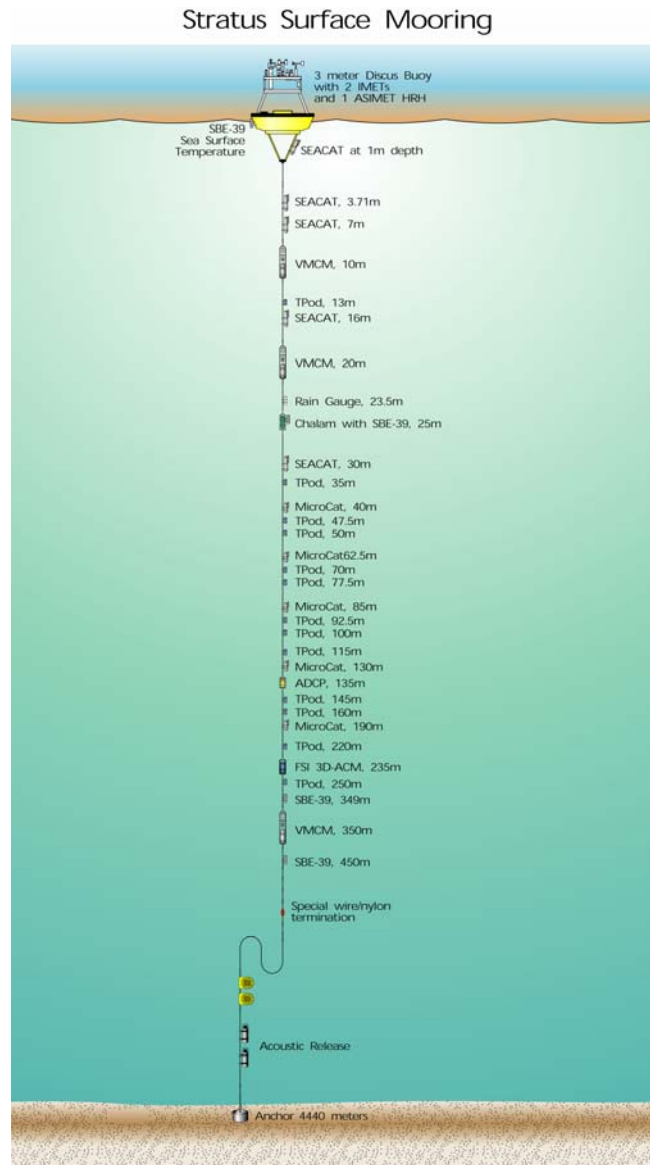 Stratus Surface Mooring
3 meter Discus Buoy
with 2 IMETs
and 1 ASIMET HRH
SBE-39
Sea Surface
Temperature
SEACAT at 1m depth
SEACAT, 3.71m
SEACAT, 7m
VMCM, 10m
TPod, 13m
SEACAT, 16m
VMCM, 20m
Rain Gauge, 23.5m
Chalam with SBE-39, 25m
SEACAT, 30m
TPod, 35m
MicroCat, 40m
TPod, 47.5m
TPod, 50m
MicroCat62.5m
TPod, 70m
TPod, 77.5m
MicroCat, 85m
TPod, 92.5m
TPod, 100m
TPod, 115m
MicroCat, 130m
ADCP, 135m
TPod, 145m
TPod, 160m
MicroCat, 190m
TPod, 220m
FSI 3D-ACM, 235m
TPod, 250m
SBE-39, 349m
VMCM, 350m
SBE-39, 450m
Special wire/nylon
termination
Acoustic Release
Anchor 4440 meters